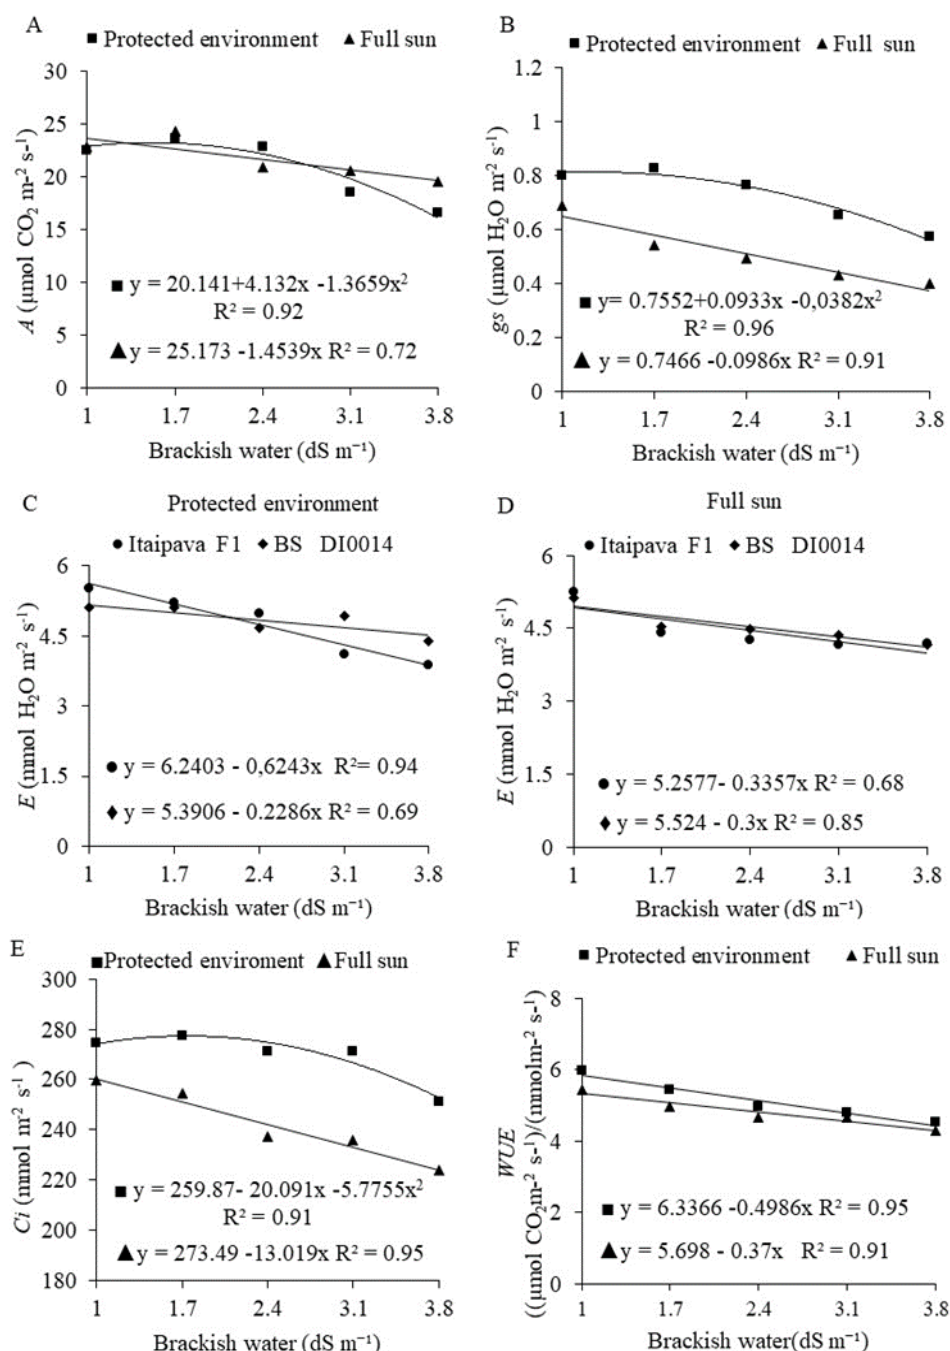 A
■ Protected environment ▲ Full sun
30
25
20
15
10
5
0
A (μmol CO₂ m-² s-¹)
■ y = 20.141+4.132x -1.3659x²
R² = 0.92
▲ y = 25.173 -1.4539x R² = 0.72
1 1.7 2.4 3.1 3.8
Brackish water (dS m⁻¹)
B
■ Protected environment ▲ Full sun
1.2
1
0.8
0.6
0.4
0.2
0
gs (μmol H₂O m⁻² s⁻¹)
■ y= 0.7552+0.0933x -0,0382x²
R² = 0.96
▲ y = 0.7466 -0.0986x R² = 0.91
1 1.7 2.4 3.1 3.8
Brackish water (dS m⁻¹)
C
Protected environment
● Itaipava F1 ◆ BS DI0014
6
4.5
3
1.5
0
E (mmol H₂O m⁻² s⁻¹)
● y = 6.2403 - 0,6243x R²= 0.94
◆ y = 5.3906 -0.2286x R² = 0.69
1 1.7 2.4 3.1 3.8
Brackish water (dS m⁻¹)
D
Full sun
● Itaipava F1 ◆ BS DI0014
6
4.5
3
1.5
0
E (mmol H₂O m⁻² s⁻¹)
● y = 5.2577- 0.3357x R² = 0.68
◆ y = 5.524 - 0.3x R² = 0.85
1 1.7 2.4 3.1 3.8
Brackish water (dS m⁻¹)
E
■Protected enviroment ▲ Full sun
300
280
260
240
220
200
180
Ci (mmol m⁻² s⁻¹)
■ y = 259.87- 20.091x -5.7755x²
R² = 0.91
▲ y = 273.49 -13.019x R² = 0.95
1 1.7 2.4 3.1 3.8
Brackish water (dS m⁻¹)
F
■ Protected environment ▲ Full sun
8
6
4
2
0
WUE
((μmol CO₂m-² s-¹)/(mmolm-² s-¹)
■ y = 6.3366 -0.4986x R² = 0.95
▲ y = 5.698 - 0.37x R² = 0.91
1 1.7 2.4 3.1 3.8
Brackish water(dS m⁻¹)